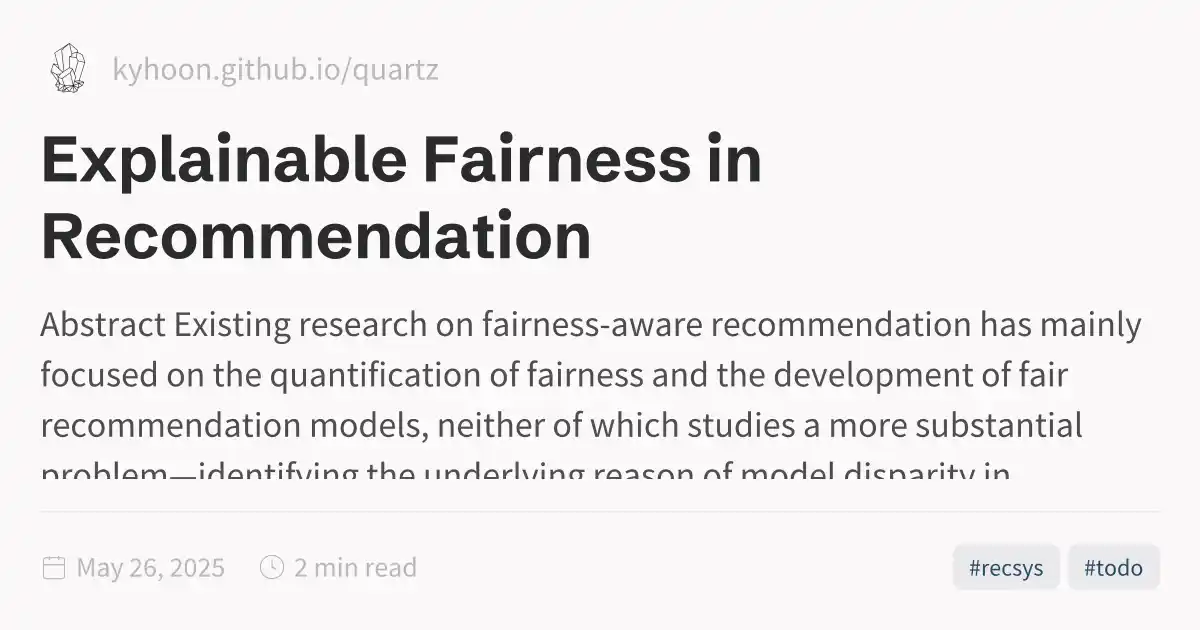 kyhoon.github.io/quartz
Explainable Fairness in
Recommendation
Abstract Existing research on fairness-aware recommendation has mainly
focused on the quantification of fairness and the development of fair
recommendation models, neither of which studies a more substantial
problem—identifying the underlying reason of model disparity in
May 26, 2025
2 min read
#recsys
#todo